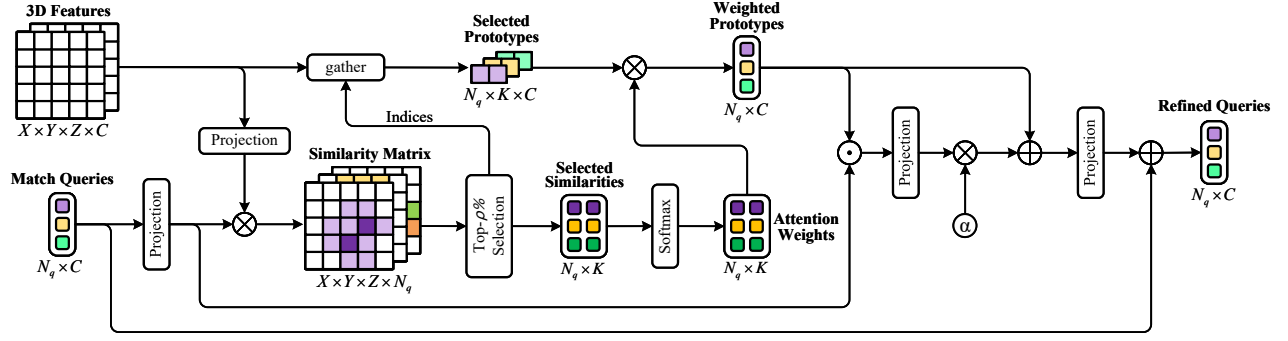 3D Features
X×Y×Z×C
gather
Selected
Prototypes
N_q×K×C
Weighted
Prototypes
N_q×C
Indices
Projection
Match Queries
N_q×C
Projection
Similarity Matrix
X×Y×Z×N_q
Top-ρ%
Selection
Selected
Similarities
N_q×K
Softmax
Attention
Weights
N_q×K
Projection
α
Projection
Refined Queries
N_q×C